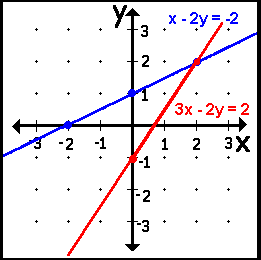 y
x - 2y = -2
3
2
1
3x - 2y = 2
-3 -2 -1 1 2 3 x
-1
-2
-3